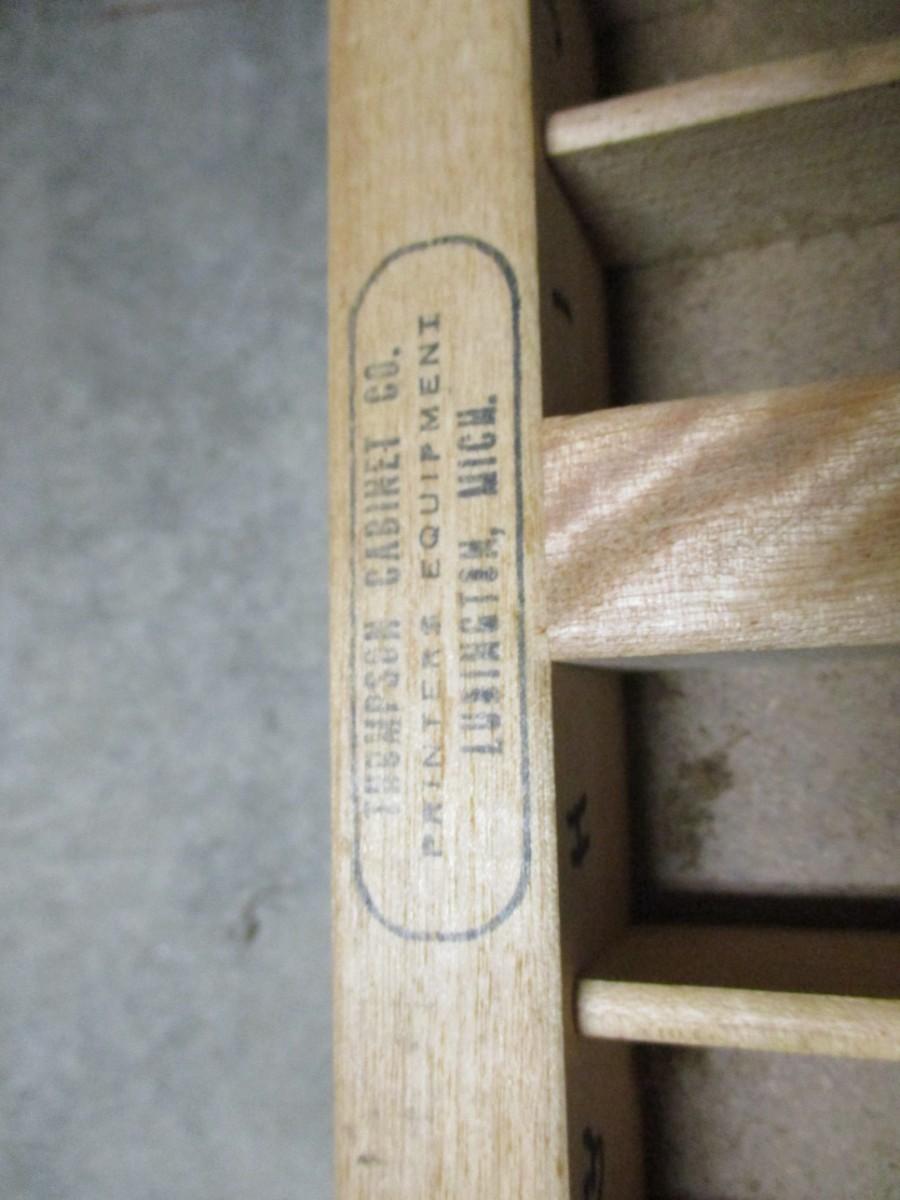 THOMPSON CABINET CO.
PRINTERS EQUIPMENT
LUDINGTON, MICH.